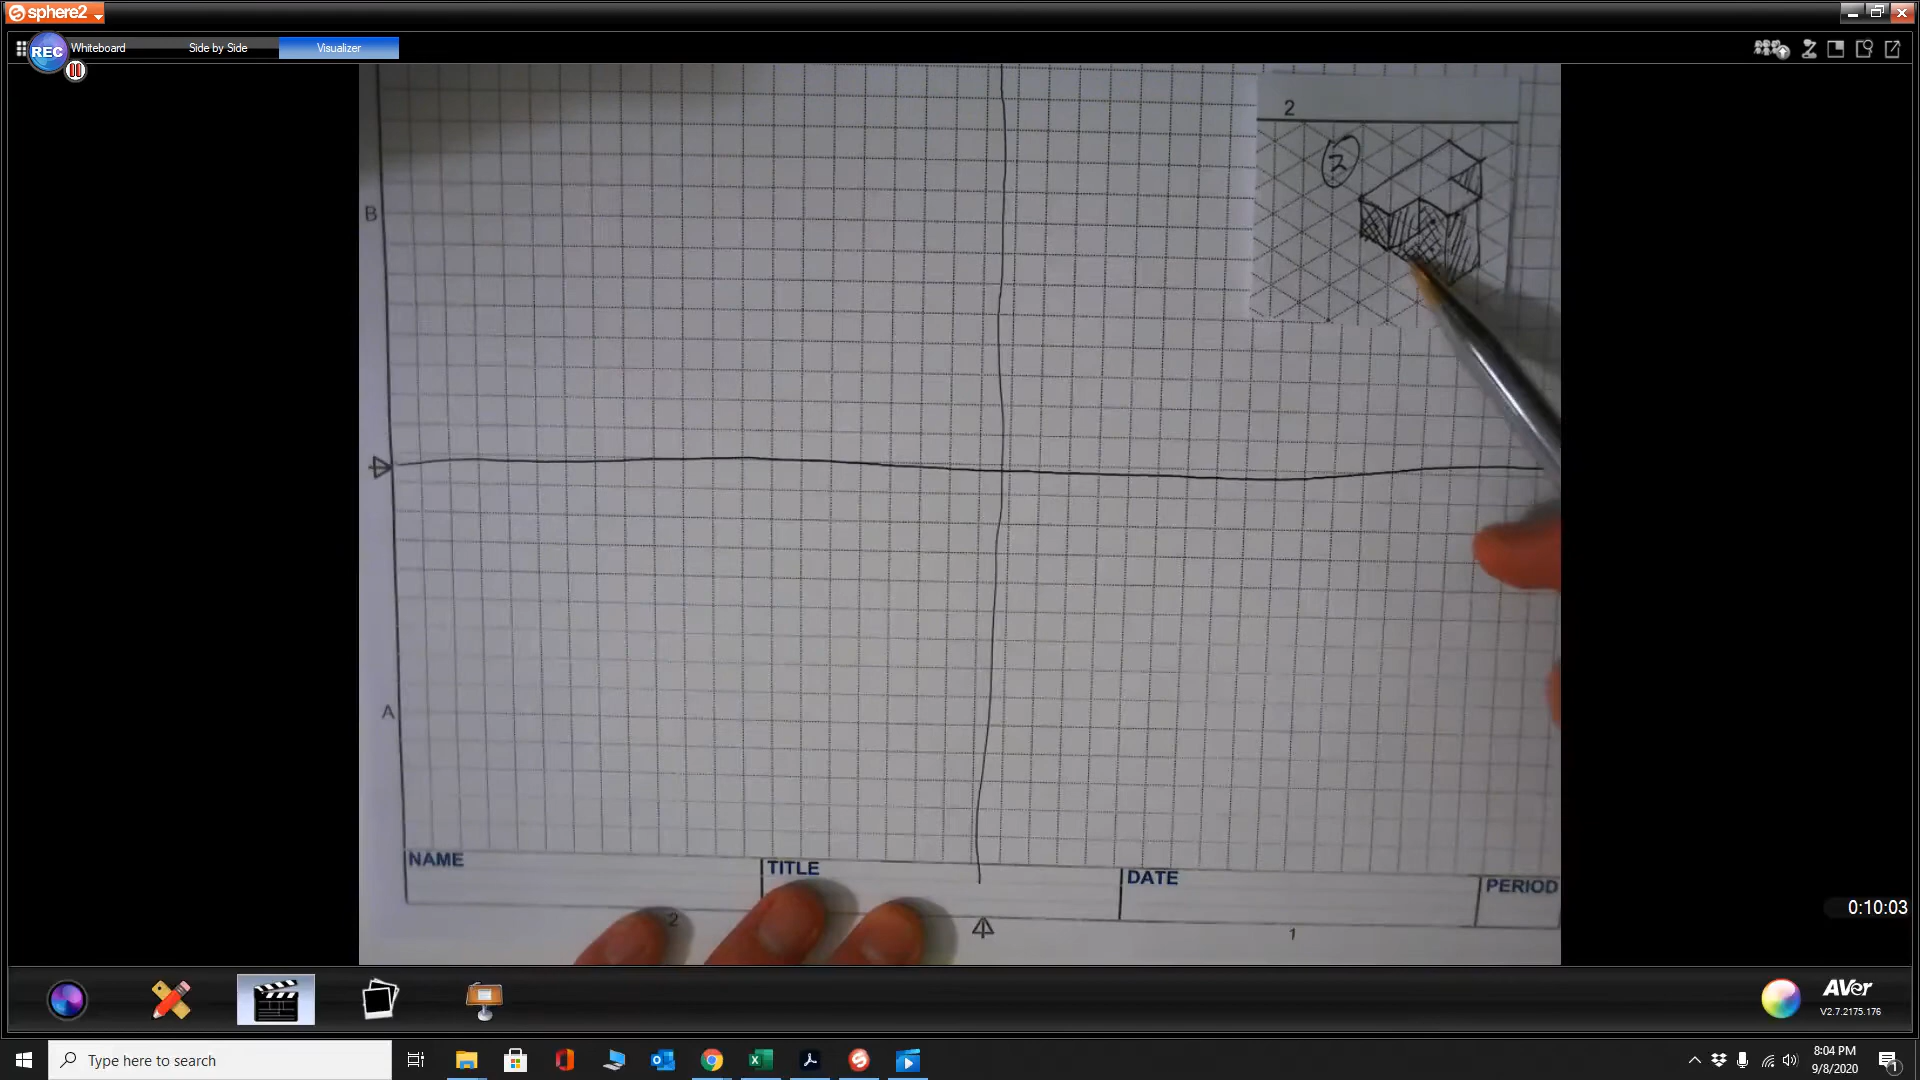 sphere2
REC
Whiteboard
Side by Side
Visualizer
2
2
B
A
NAME
TITLE
DATE
PERIOD
2
1
0:10:03
AVer
V2.7.2175.176
Type here to search
8:04 PM
9/8/2020
1